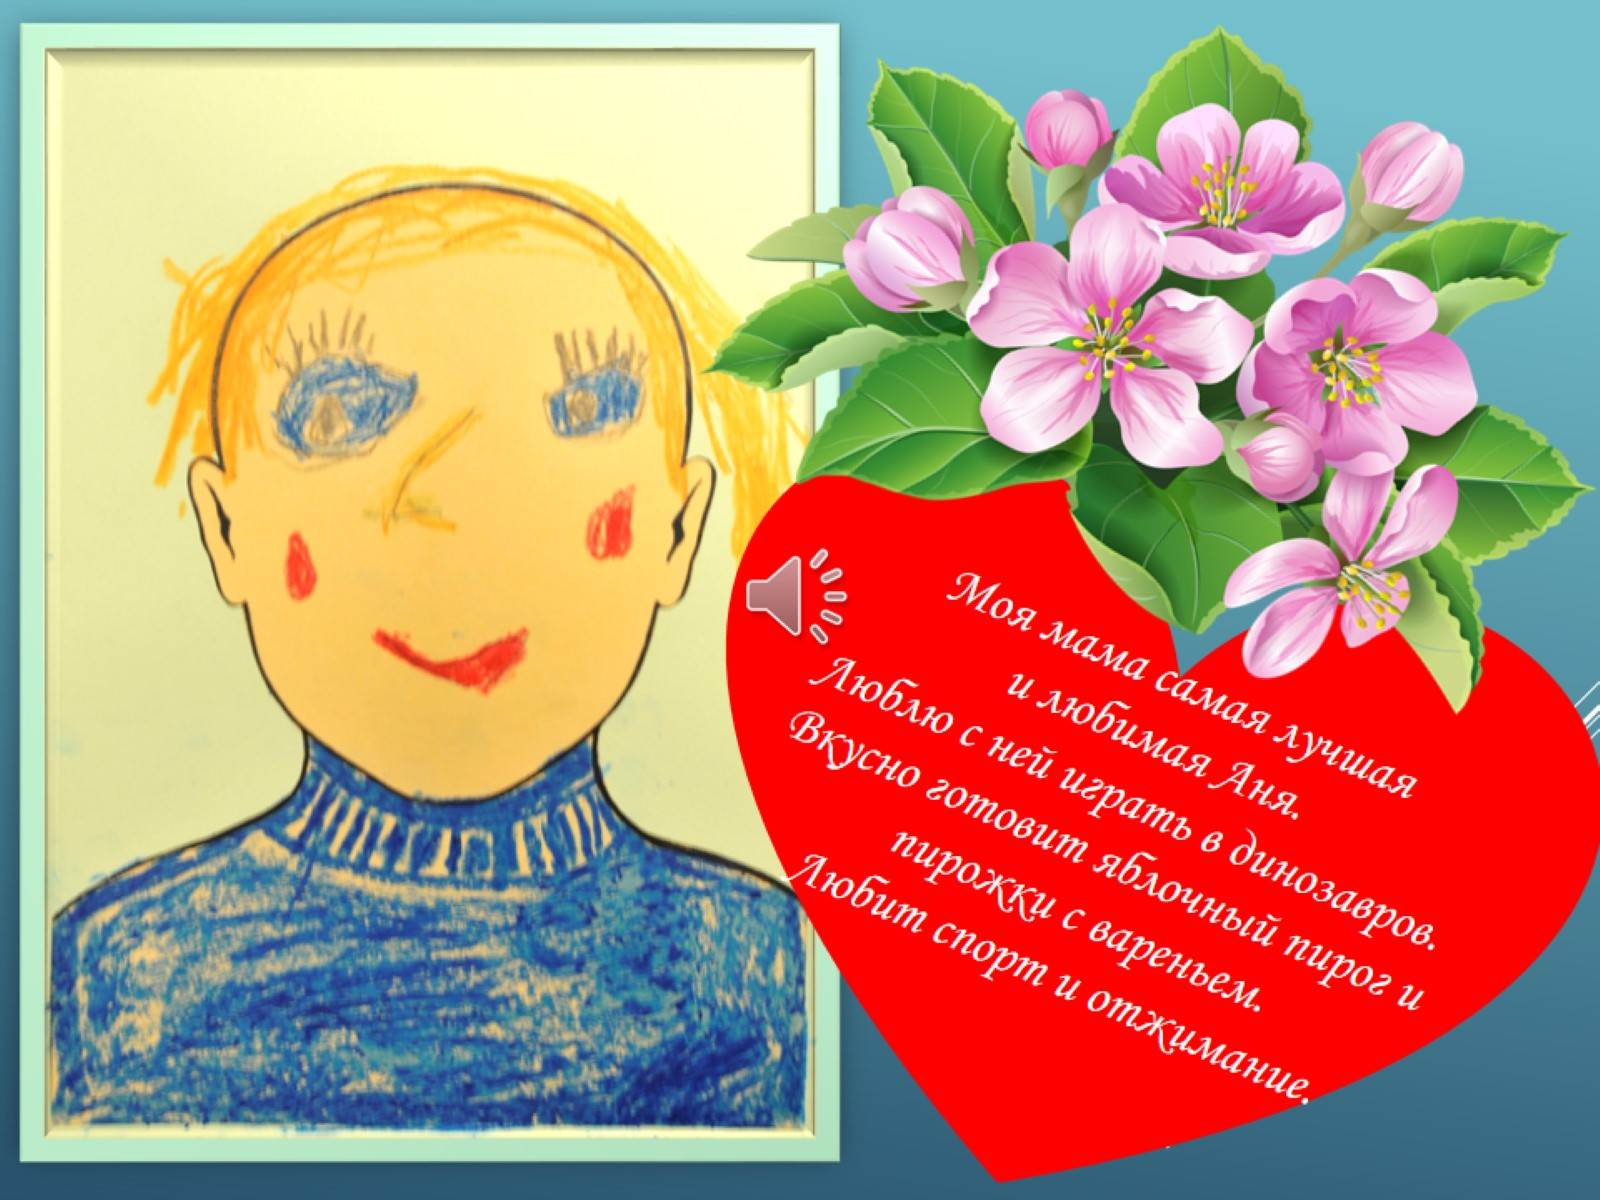 Моя мама самая лучшая
и любимая Аня.
Люблю с ней играть в динозавров.
Вкусно готовит яблочный пирог и
пирожки с вареньем.
Любит спорт и отжимание.